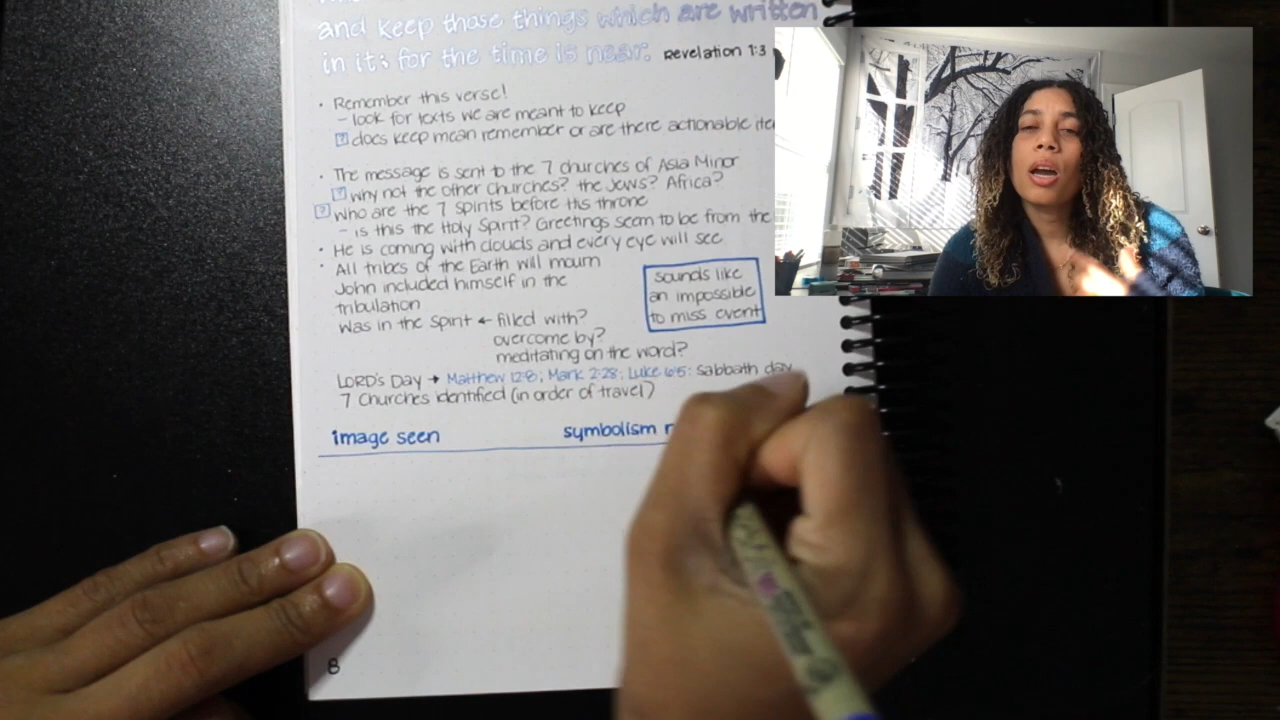 and keep those things which are written
in it: for the time is near. Revelation 1:3
• Remember this verse!
- look for texts we are meant to keep
? does keep mean remember or are there actionable ite
• The message is sent to the 7 churches of Asia Minor
? why not the other churches? the Jews? Africa?
? Who are the 7 spirits before His throne
- is this the Holy Spirit? Greetings seem to be from the
• He is coming with clouds and every eye will see
• All tribes of the Earth will mourn
John included himself in the
tribulation
Was in the Spirit ← filled with?
overcome by?
meditating on the word?
sounds like
an impossible
to miss event
LORD's Day → Matthew 12:8; Mark 2:28; Luke 6:5: Sabbath day
7 Churches identified (in order of travel)
image seen symbolism
8